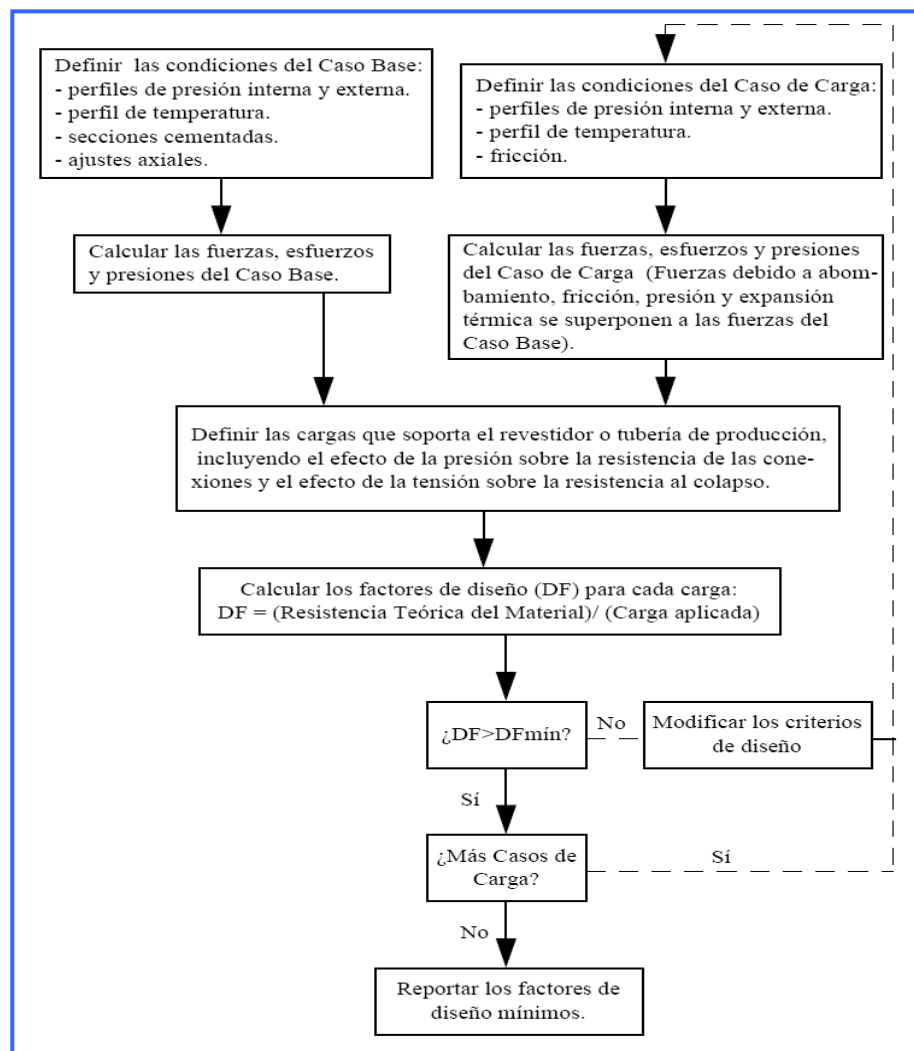 Definir las condiciones del Caso Base:
- perfiles de presión interna y externa.
- perfil de temperatura.
- secciones cementadas.
- ajustes axiales.
Definir las condiciones del Caso de Carga:
- perfiles de presión interna y externa.
- perfil de temperatura.
- fricción.
Calcular las fuerzas, esfuerzos
y presiones del Caso Base.
Calcular las fuerzas, esfuerzos y presiones
del Caso de Carga (Fuerzas debido a abom-
bamiento, fricción, presión y expansión
térmica se superponen a las fuerzas del
Caso Base).
Definir las cargas que soporta el revestidor o tubería de producción,
incluyendo el efecto de la presión sobre la resistencia de las cone-
xiones y el efecto de la tensión sobre la resistencia al colapso.
Calcular los factores de diseño (DF) para cada carga:
DF = (Resistencia Teórica del Material)/ (Carga aplicada)
¿DF>DFmín?
No
Modificar los criterios
de diseño
Sí
¿Más Casos de
Carga?
Sí
No
Reportar los factores de
diseño mínimos.